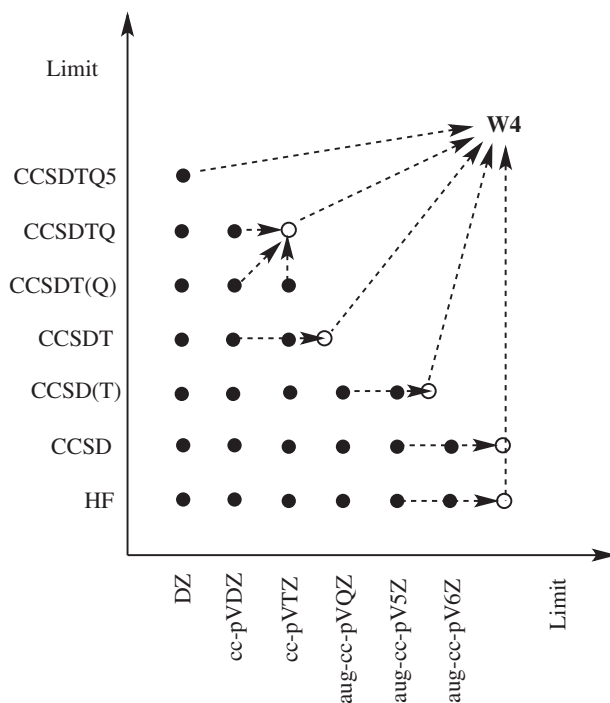 Limit
W4
CCSDTQ5
CCSDTQ
CCSDT(Q)
CCSDT
CCSD(T)
CCSD
HF
DZ
cc-pVDZ
cc-pVTZ
aug-cc-pVQZ
aug-cc-pV5Z
aug-cc-pV6Z
Limit